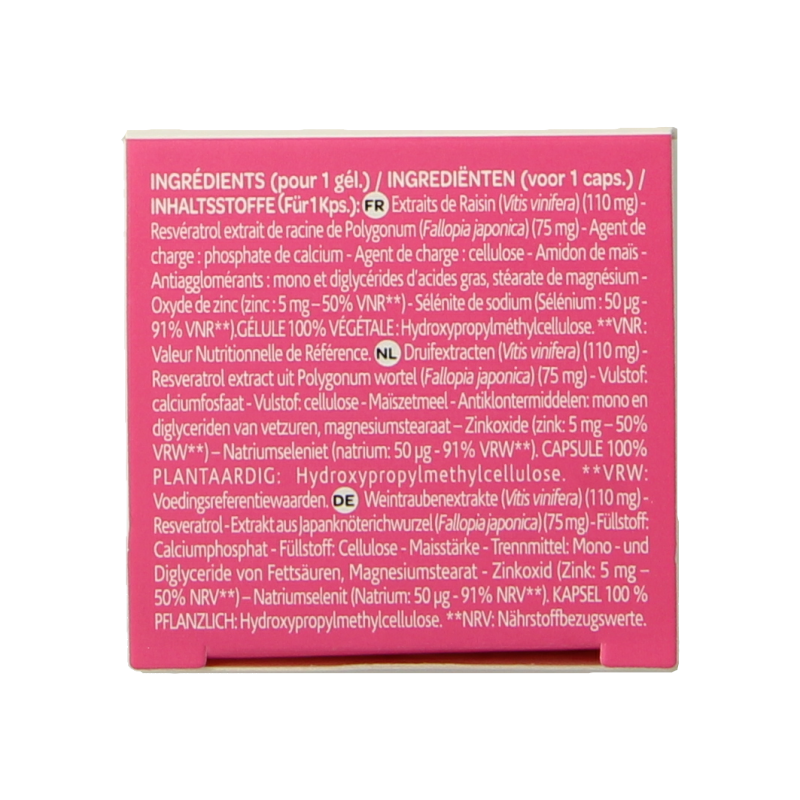 INGRÉDIENTS (pour 1 gél.) / INGREDIËNTEN (voor 1 caps.) /
INHALTSSTOFFE (Für 1 Kps.): FR Extraits de Raisin (Vitis vinifera) (110 mg) -
Resvératrol extrait de racine de Polygonum (Fallopia japonica) (75 mg) - Agent de
charge : phosphate de calcium - Agent de charge : cellulose - Amidon de maïs -
Antiagglomérants : mono et diglycérides d'acides gras, stéarate de magnésium -
Oxyde de zinc (zinc : 5 mg – 50% VNR**) - Sélénite de sodium (Sélénium : 50 µg -
91% VNR**). GÉLULE 100% VÉGÉTALE : Hydroxypropylméthylcellulose. **VNR :
Valeur Nutritionnelle de Référence. NL Druifextracten (Vitis vinifera) (110 mg) -
Resveratrol extract uit Polygonum wortel (Fallopia japonica) (75 mg) - Vulstof:
calciumfosfaat - Vulstof: cellulose - Maïszetmeel - Antiklontermiddelen: mono en
diglyceriden van vetzuren, magnesiumstearaat – Zinkoxide (zink: 5 mg – 50%
VRW**) – Natriumseleniet (natrium: 50 µg - 91% VRW**). CAPSULE 100%
PLANTAARDIG: Hydroxypropylmethylcellulose. **VRW:
Voedingsreferentiewaarden. DE Weintraubenextrakte (Vitis vinifera) (110 mg) -
Resveratrol - Extrakt aus Japanknöterichwurzel (Fallopia japonica) (75 mg) - Füllstoff:
Calciumphosphat - Füllstoff: Cellulose - Maisstärke - Trennmittel: Mono - und
Diglyceride von Fettsäuren, Magnesiumstearat - Zinkoxid (Zink: 5 mg –
50% NRV**) – Natriumselenit (Natrium: 50 µg - 91% NRV**). KAPSEL 100 %
PFLANZLICH: Hydroxypropylmethylcellulose. **NRV: Nährstoffbezugswerte.